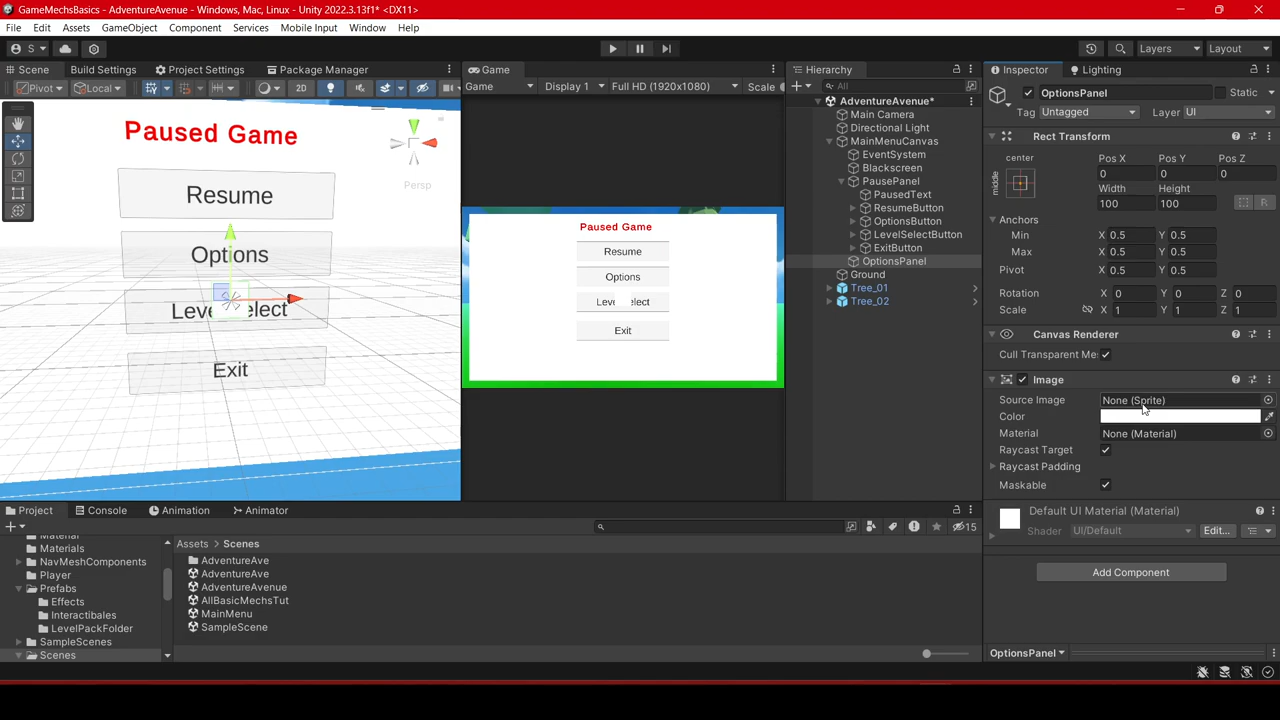 GameMechsBasics - AdventureAvenue - Windows, Mac, Linux - Unity 2022.3.13f1* <DX11>
File Edit Assets GameObject Component Services Mobile Input Window Help
S Layers Layout
Scene Build Settings Project Settings Package Manager
Pivot Local 2D
Persp
Paused Game
Resume
Options
Exit
Game
Game Display 1 Full HD (1920x1080) Scale
Paused Game
Resume
Options
Exit
Hierarchy
All
AdventureAvenue*
Main Camera
Directional Light
MainMenuCanvas
EventSystem
Blackscreen
PausePanel
PausedText
ResumeButton
OptionsButton
LevelSelectButton
ExitButton
OptionsPanel
Ground
Tree_01
Tree_02
Inspector Lighting
OptionsPanel Static
Tag Untagged Layer UI
Rect Transform
center Pos X Pos Y Pos Z
middle 0 0 0
Width Height
100 100 R
Anchors
Min X 0.5 Y 0.5
Max X 0.5 Y 0.5
Pivot X 0.5 Y 0.5
Rotation X 0 Y 0 Z 0
Scale X 1 Y 1 Z 1
Canvas Renderer
Cull Transparent Me
Image
Source Image None (Sprite)
Color
Material None (Material)
Raycast Target
Raycast Padding
Maskable
Default UI Material (Material)
Shader UI/Default Edit...
Add Component
OptionsPanel
Project Console Animation Animator
15
Materials
NavMeshComponents
Player
Prefabs
Effects
Interactibles
LevelPackFolder
SampleScenes
Scenes
Assets > Scenes
AdventureAve
AdventureAve
AdventureAvenue
AllBasicMechsTut
MainMenu
SampleScene